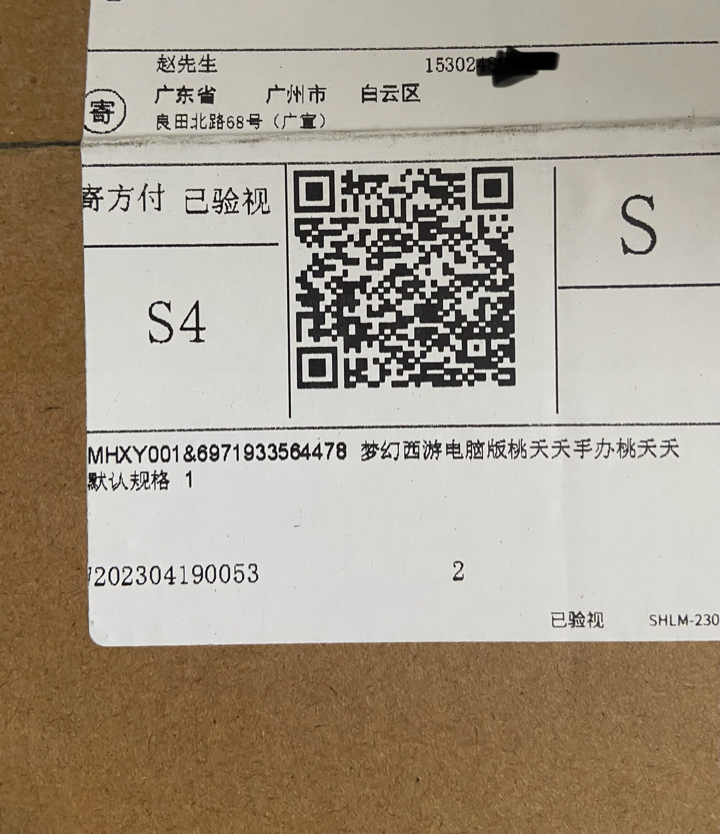 赵先生 15302
寄
广东省 广州市 白云区
良田北路68号（广宣）
寄方付 已验视
S4
S
MHXY001&6971933564478 梦幻西游电脑版桃夭夭手办桃夭夭
默认规格 1
202304190053 2
已验视 SHLM-230